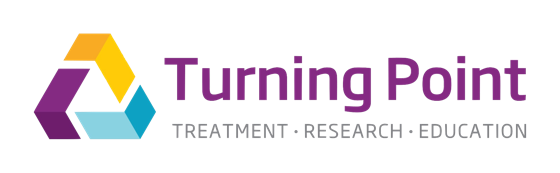 Turning Point
TREATMENT · RESEARCH · EDUCATION